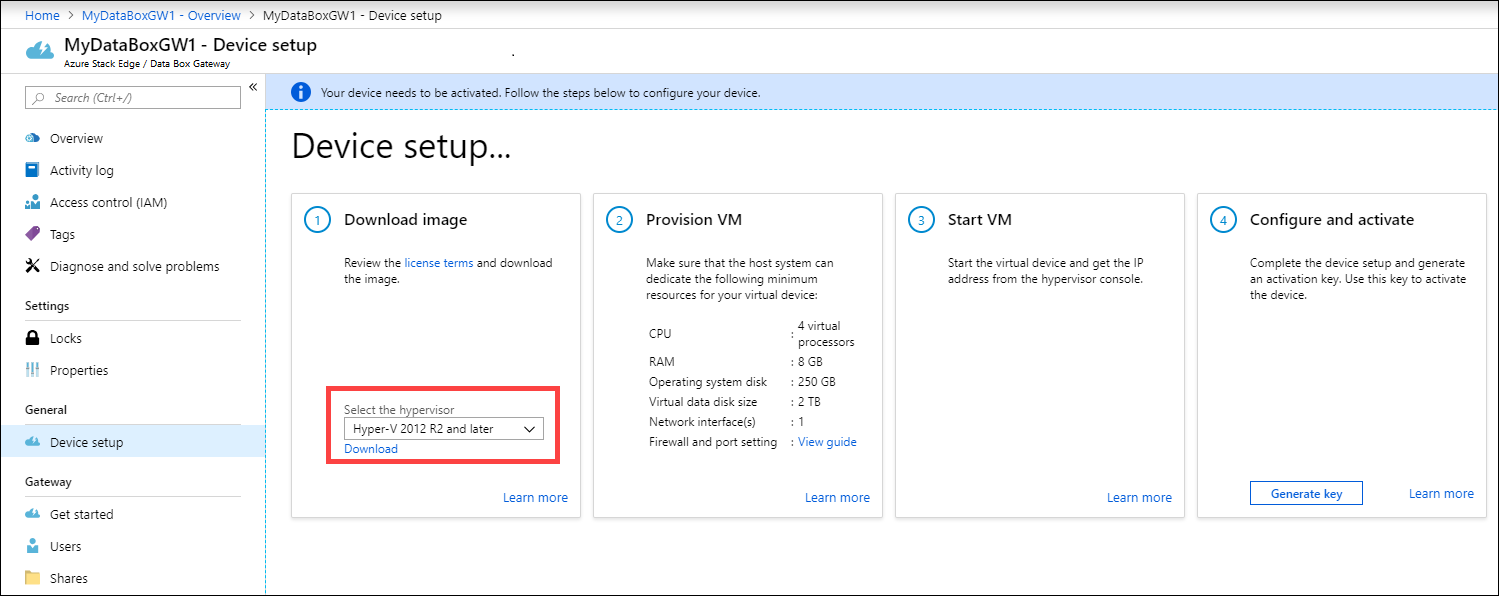 Home > MyDataBoxGW1 - Overview > MyDataBoxGW1 - Device setup
MyDataBoxGW1 - Device setup
Azure Stack Edge / Data Box Gateway
Search (Ctrl+/)
«
Overview
Activity log
Access control (IAM)
Tags
Diagnose and solve problems
Settings
Locks
Properties
General
Device setup
Gateway
Get started
Users
Shares
Your device needs to be activated. Follow the steps below to configure your device.
Device setup...
1 Download image
Review the license terms and download
the image.
Select the hypervisor
Hyper-V 2012 R2 and later
Download
Learn more
2 Provision VM
Make sure that the host system can
dedicate the following minimum
resources for your virtual device:
CPU : 4 virtual
processors
RAM : 8 GB
Operating system disk : 250 GB
Virtual data disk size : 2 TB
Network interface(s) : 1
Firewall and port setting : View guide
Learn more
3 Start VM
Start the virtual device and get the IP
address from the hypervisor console.
Learn more
4 Configure and activate
Complete the device setup and generate
an activation key. Use this key to activate
the device.
Generate key
Learn more